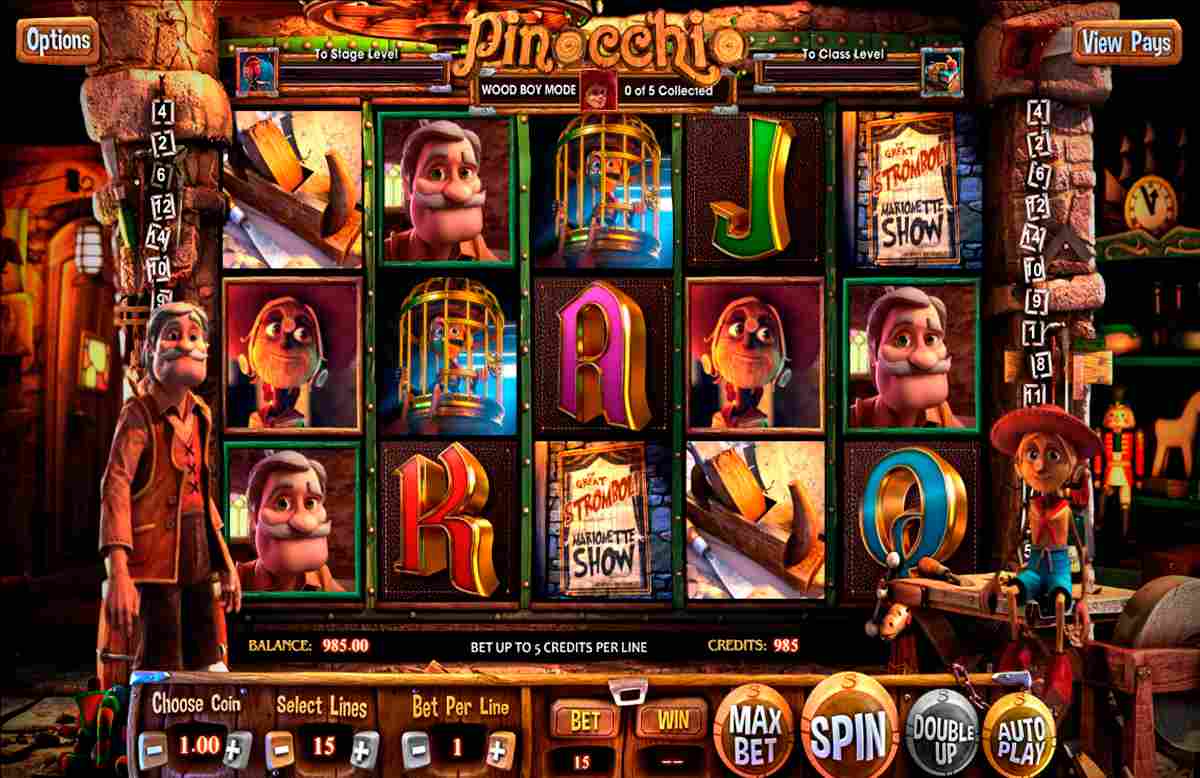 Options
Pinocchio
View Pays
To Stage Level
To Class Level
WOOD BOY MODE
0 of 5 Collected
4
2
6
12
14
10
9
4
2
6
12
14
10
9
1
8
11
5
J
THE GREAT
STROMBOLI
MARIONETTE
SHOW
A
K
THE GREAT
STROMBOLI
MARIONETTE
SHOW
Q
BALANCE: 985.00
BET UP TO 5 CREDITS PER LINE
CREDITS: 985
Choose Coin
1.00
Select Lines
15
Bet Per Line
1
BET
15
WIN
--
MAX
BET
SPIN
DOUBLE
UP
AUTO
PLAY